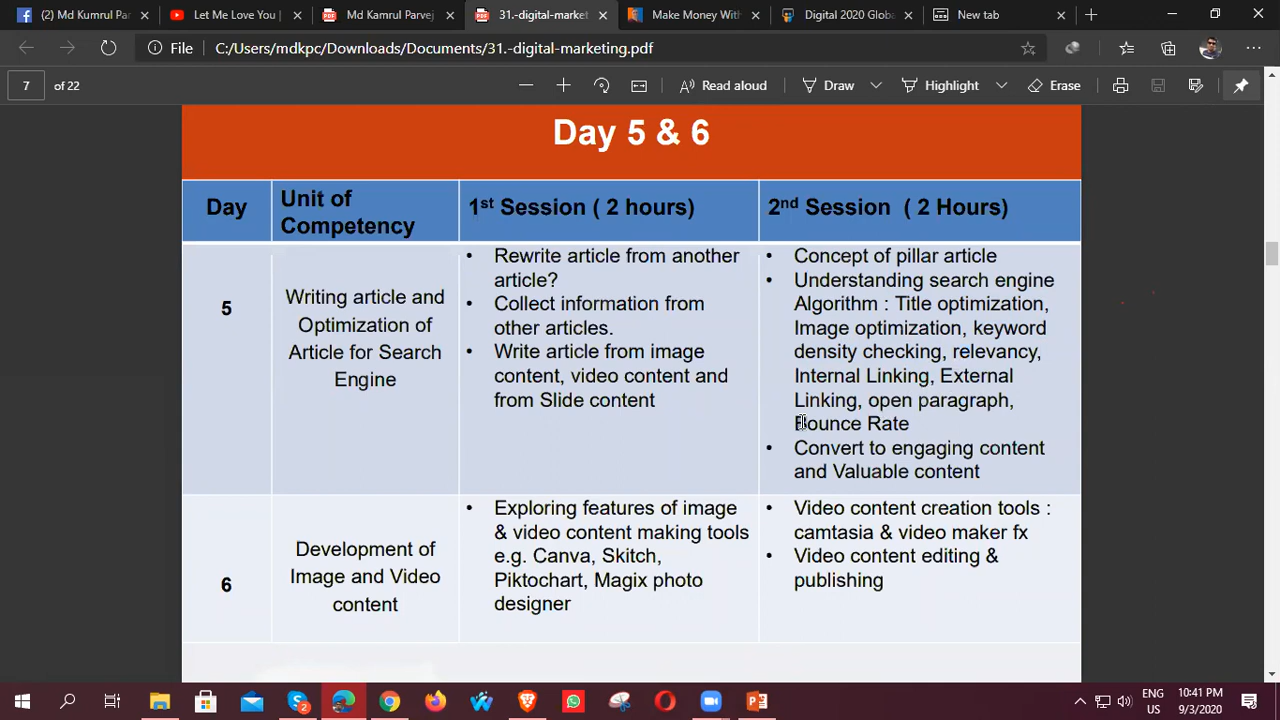 (2) Md Kumrul Par
Let Me Love You |
Md Kamrul Parvej
31.-digital-market
Make Money With
Digital 2020 Globa
New tab
File
C:/Users/mdkpc/Downloads/Documents/31.-digital-marketing.pdf
7
of 22
Read aloud
Draw
Highlight
Erase
Day 5 & 6
Day
Unit of
Competency
1st Session ( 2 hours)
2nd Session ( 2 Hours)
5
Writing article and
Optimization of
Article for Search
Engine
• Rewrite article from another
article?
• Collect information from
other articles.
• Write article from image
content, video content and
from Slide content
• Concept of pillar article
• Understanding search engine
Algorithm : Title optimization,
Image optimization, keyword
density checking, relevancy,
Internal Linking, External
Linking, open paragraph,
Bounce Rate
• Convert to engaging content
and Valuable content
6
Development of
Image and Video
content
• Exploring features of image
& video content making tools
e.g. Canva, Skitch,
Piktochart, Magix photo
designer
• Video content creation tools :
camtasia & video maker fx
• Video content editing &
publishing
ENG
US
10:41 PM
9/3/2020